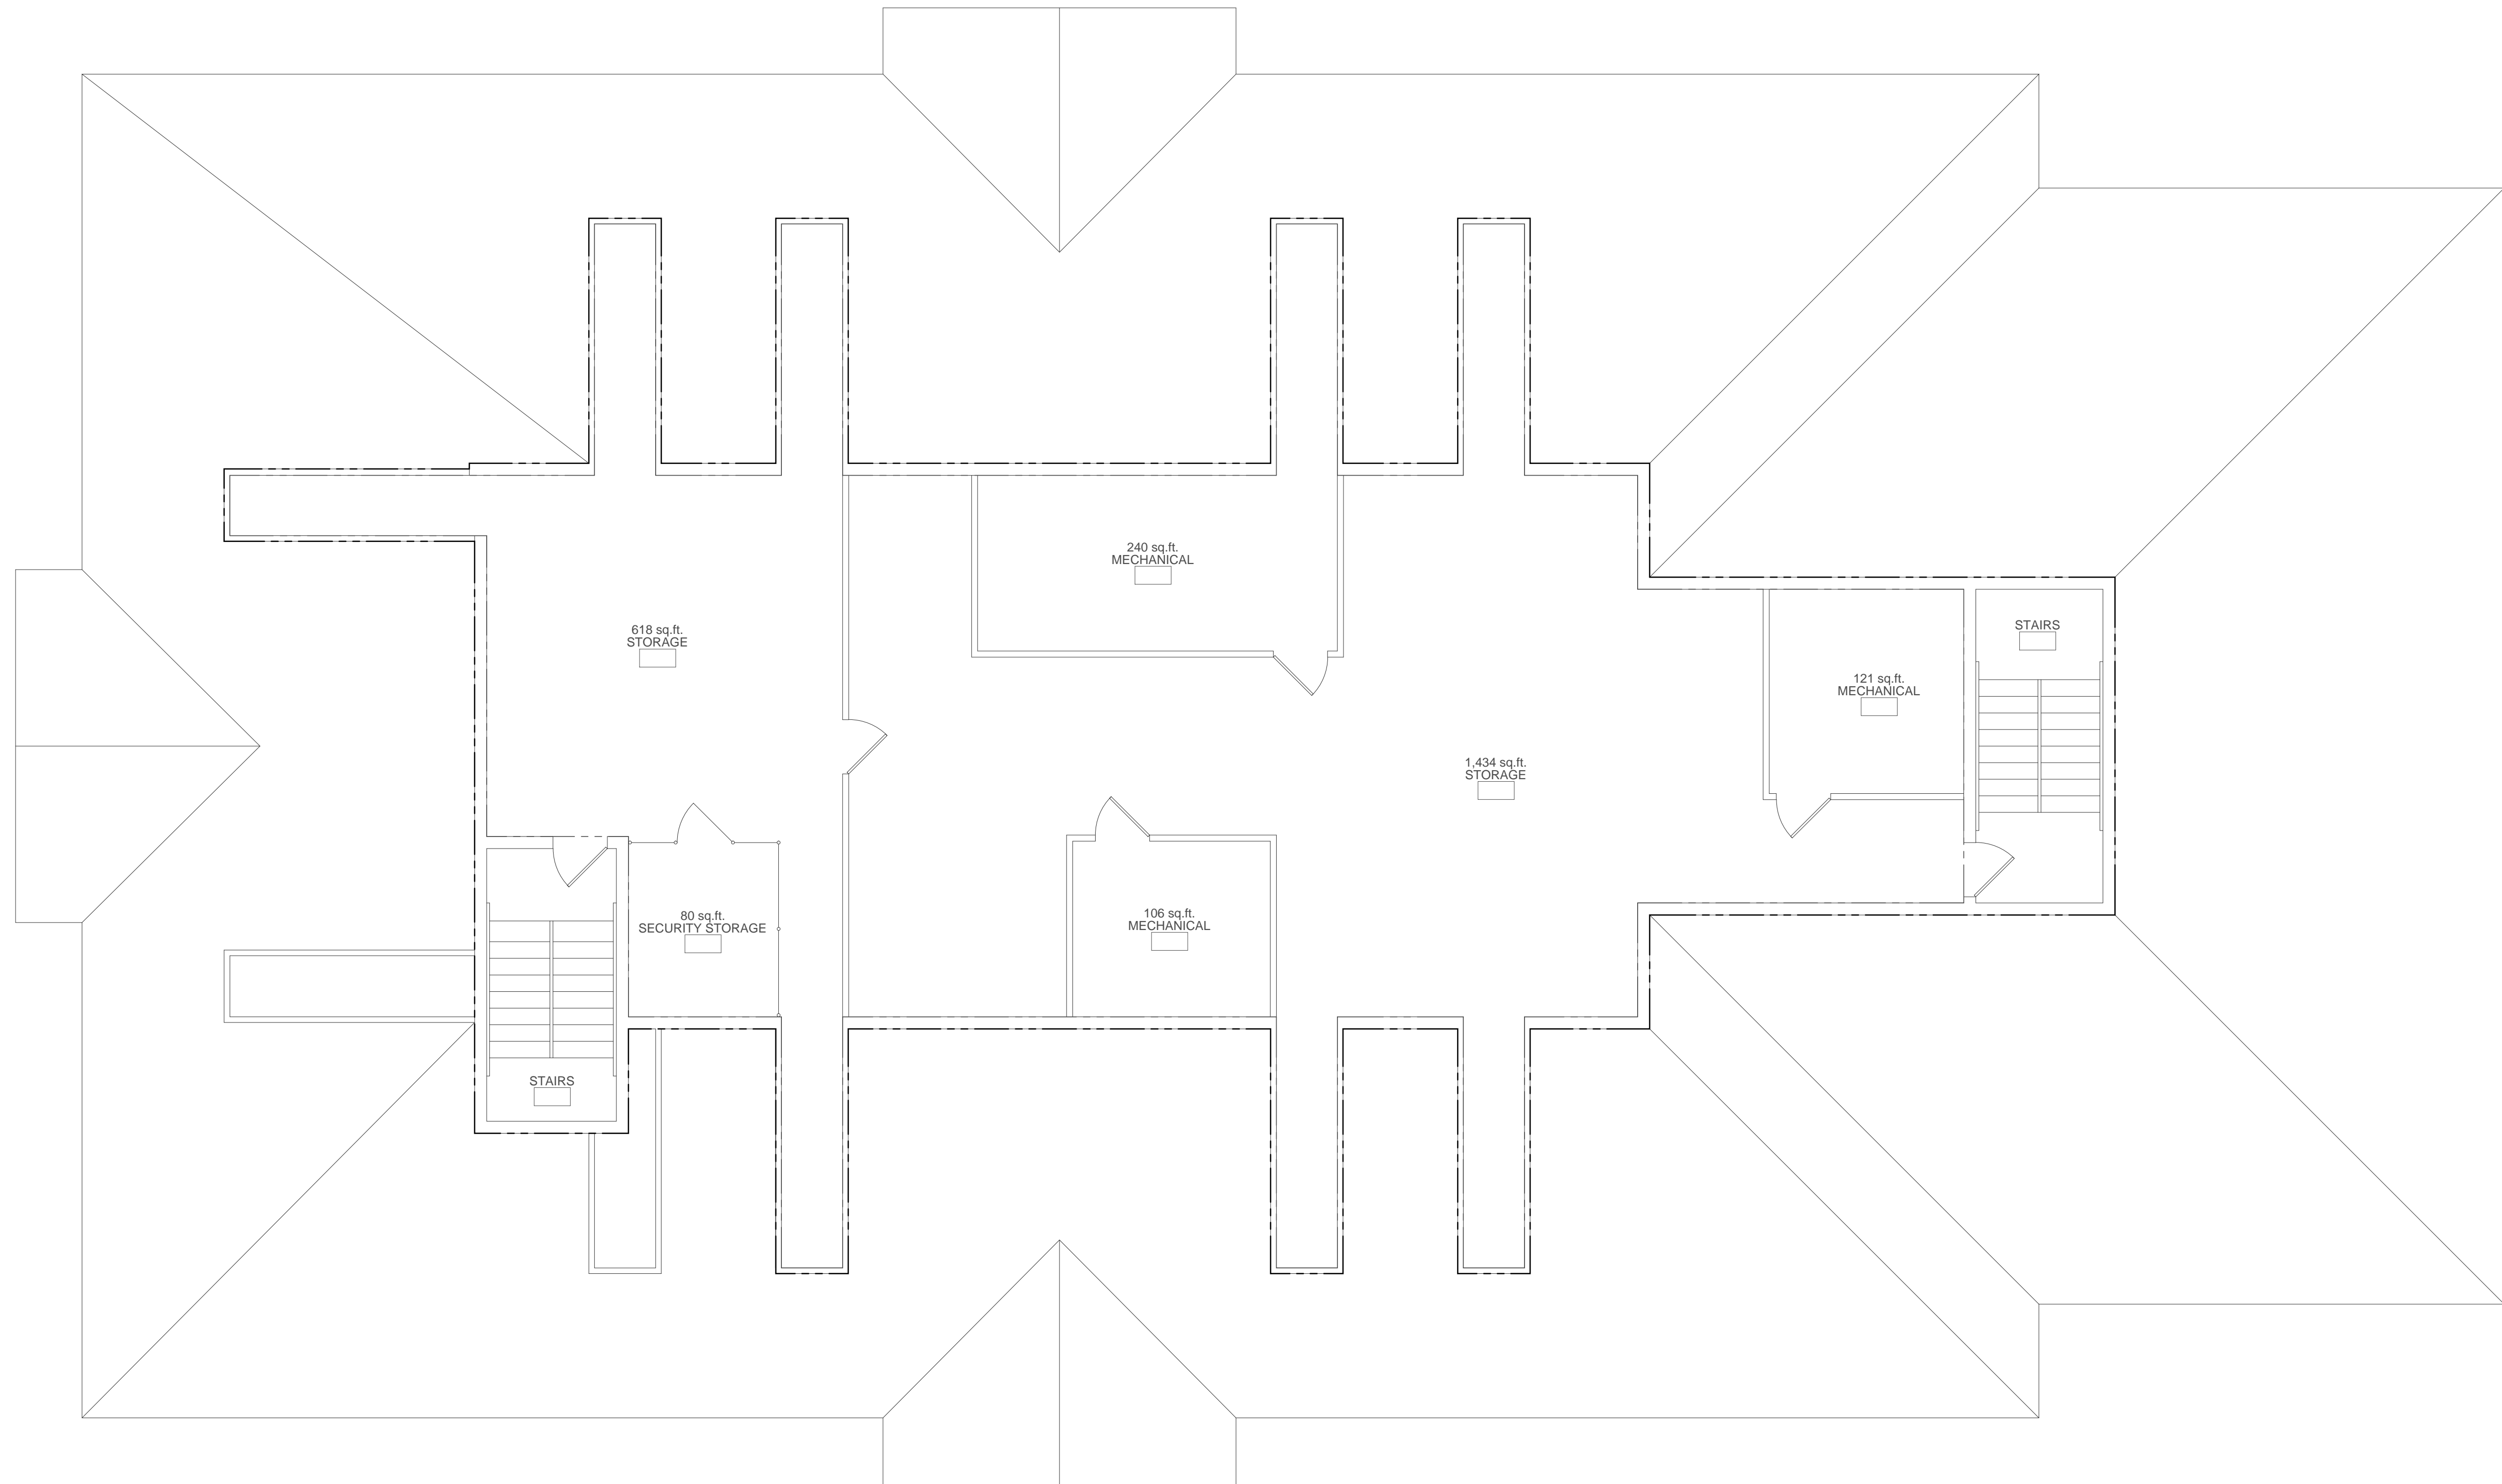 240 sq.ft.
MECHANICAL
618 sq.ft.
STORAGE
STAIRS
121 sq.ft.
MECHANICAL
1,434 sq.ft.
STORAGE
80 sq.ft.
SECURITY STORAGE
106 sq.ft.
MECHANICAL
STAIRS